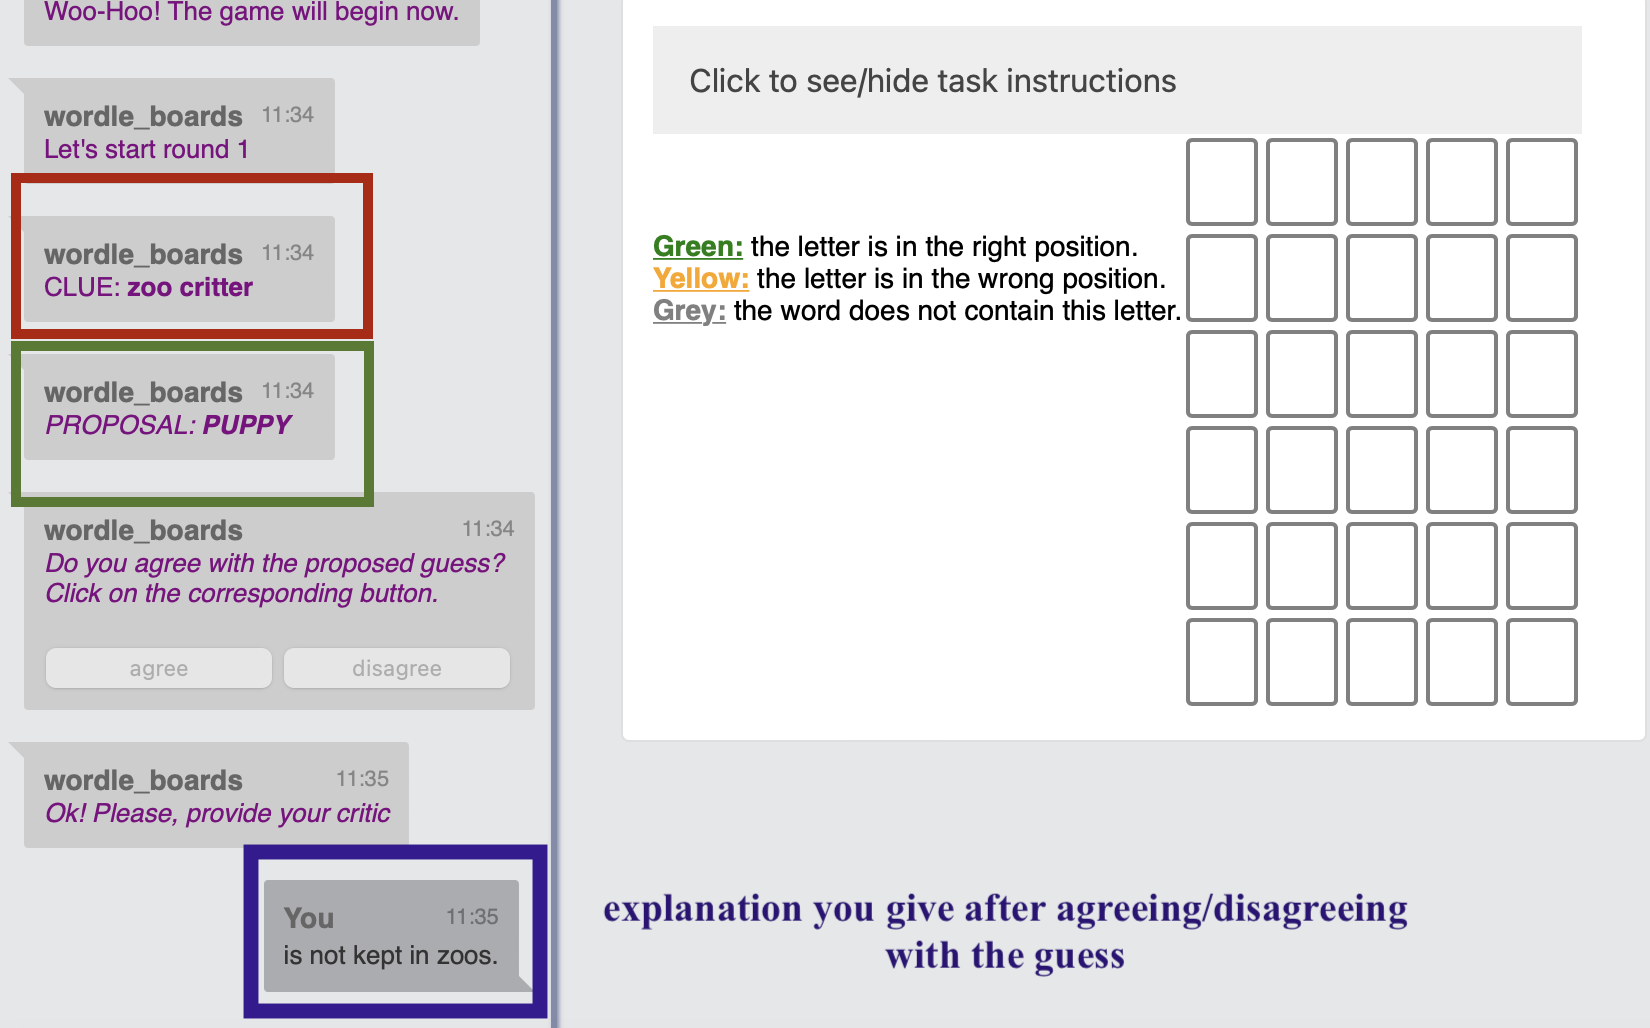 Woo-Hoo! The game will begin now.
wordle_boards 11:34
Let's start round 1
wordle_boards 11:34
CLUE: zoo critter
wordle_boards 11:34
PROPOSAL: PUPPY
wordle_boards 11:34
Do you agree with the proposed guess?
Click on the corresponding button.
agree disagree
wordle_boards 11:35
Ok! Please, provide your critic
You 11:35
is not kept in zoos.
Click to see/hide task instructions
Green: the letter is in the right position.
Yellow: the letter is in the wrong position.
Grey: the word does not contain this letter.
explanation you give after agreeing/disagreeing
with the guess